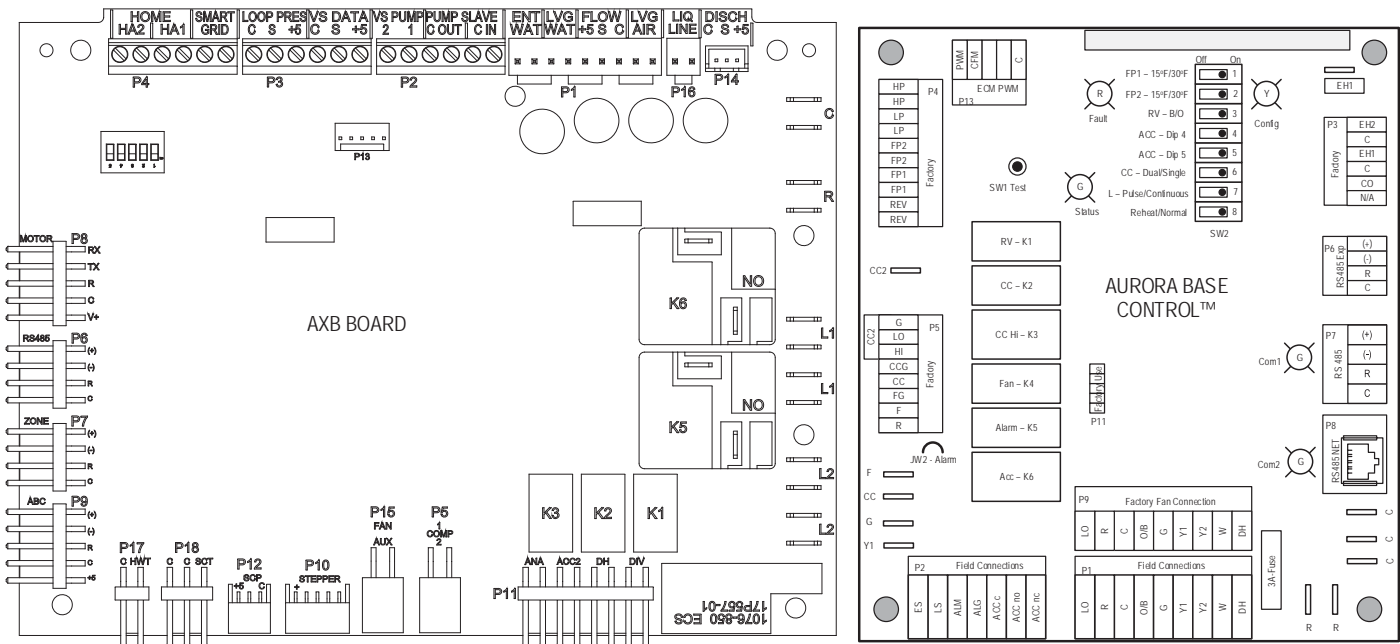 HOME SMART LOOP PRES VS DATA VS PUMP PUMP SLAVE ENT LVG FLOW LVG LIQ DISCH
HA2 HA1 GRID C S +5 C S +5 2 1 C OUT C IN WAT WAT +5 S C AIR LINE C S +5
P4 P3 P2 P1 P16 P14
P13
C
R
MOTOR P8
RX
TX
R
C
V+
RS485 P6
(+)
(-)
R
C
ZONE P7
(+)
(-)
R
C
ABC P9
(+)
(-)
R
C
+5
AXB BOARD
K6 NO
K5 NO
L1
L1
L2
L2
K3 K2 K1
P17
C HWT
P18
C C SCT
P12
SCP
+5 C
P10
STEPPER
+
P15
FAN
AUX
P5
1
COMP
2
P11
ANA ACC2 DH DIV
1076-850 ECS
17P557-01
PWM
CFM
C
ECM PWM
P13
HP
HP
LP
LP
FP2
FP2
FP1
FP1
REV
REV
P4
Factory
Off On
FP1 – 15ºF/30ºF 1
FP2 – 15ºF/30ºF 2
RV – B/O 3
ACC – Dip 4 4
ACC – Dip 5 5
CC – Dual/Single 6
L – Pulse/Continuous 7
Reheat/Normal 8
SW2
R
Fault
Y
Config
G
Status
SW1 Test
EH1
P3
Factory
EH2
C
EH1
C
CO
N/A
RV – K1
CC – K2
CC Hi – K3
Fan – K4
Alarm – K5
Acc – K6
AURORA BASE
CONTROL™
P6
RS485 Exp
(+)
(-)
R
C
CC2
CC2
G
LO
HI
CCG
CC
FG
F
R
P5
Factory
JW2 - Alarm
Factory Use
P11
Com1
G
P7
RS 485
(+)
(-)
R
C
Com2
G
P8
RS485 NET
F
CC
G
Y1
P9 Factory Fan Connection
LO R C O/B G Y1 Y2 W DH
P2 Field Connections
ES LS ALM ALG ACC c ACC no ACC nc
P1 Field Connections
LO R C O/B G Y1 Y2 W DH
3A-Fuse
C
C
C
R R